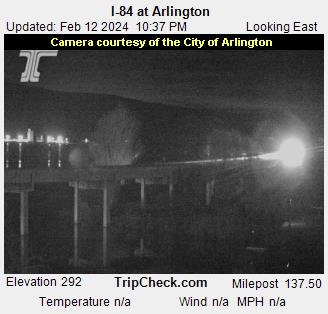 I-84 at Arlington
Updated: Feb 12 2024 10:37 PM Looking East
Camera courtesy of the City of Arlington
Elevation 292 TripCheck.com Milepost 137.50
Temperature n/a Wind n/a MPH n/a